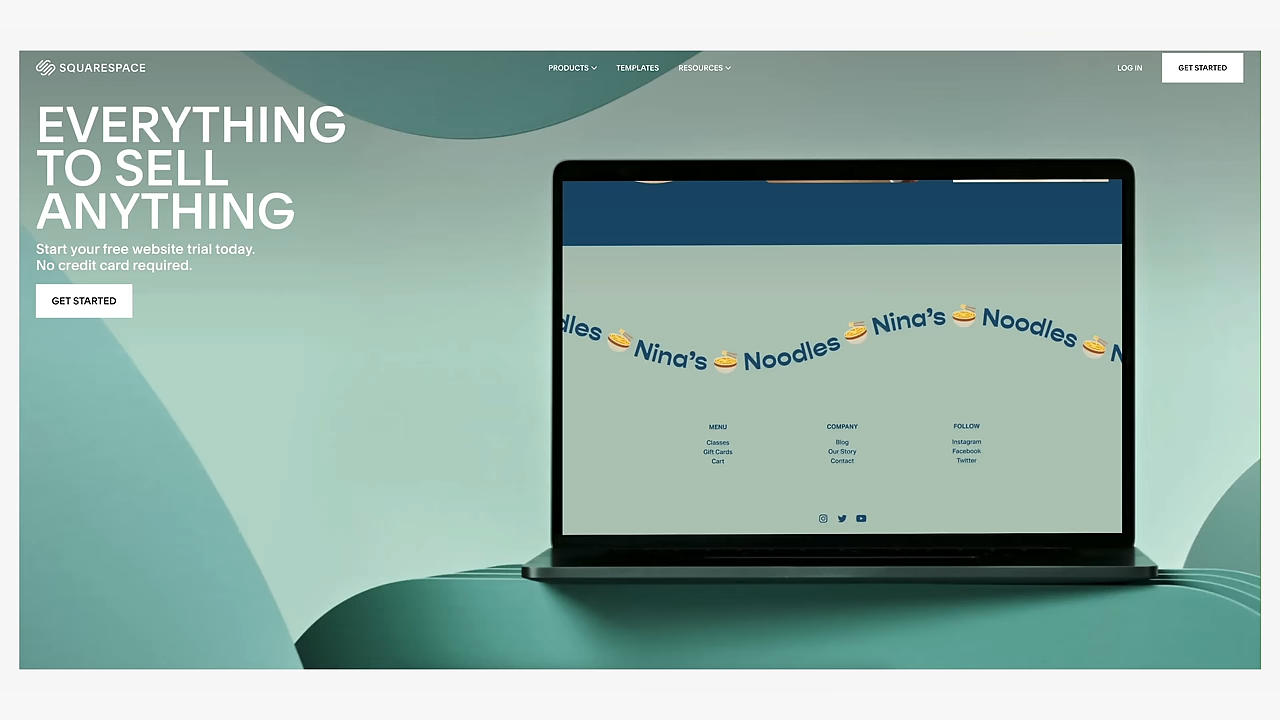 SQUARESPACE
PRODUCTS
TEMPLATES
RESOURCES
LOG IN
GET STARTED
EVERYTHING
TO SELL
ANYTHING
Start your free website trial today.
No credit card required.
GET STARTED
dles Nina's Noodles Nina's Noodles N
MENU
Classes
Gift Cards
Cart
COMPANY
Blog
Our Story
Contact
FOLLOW
Instagram
Facebook
Twitter